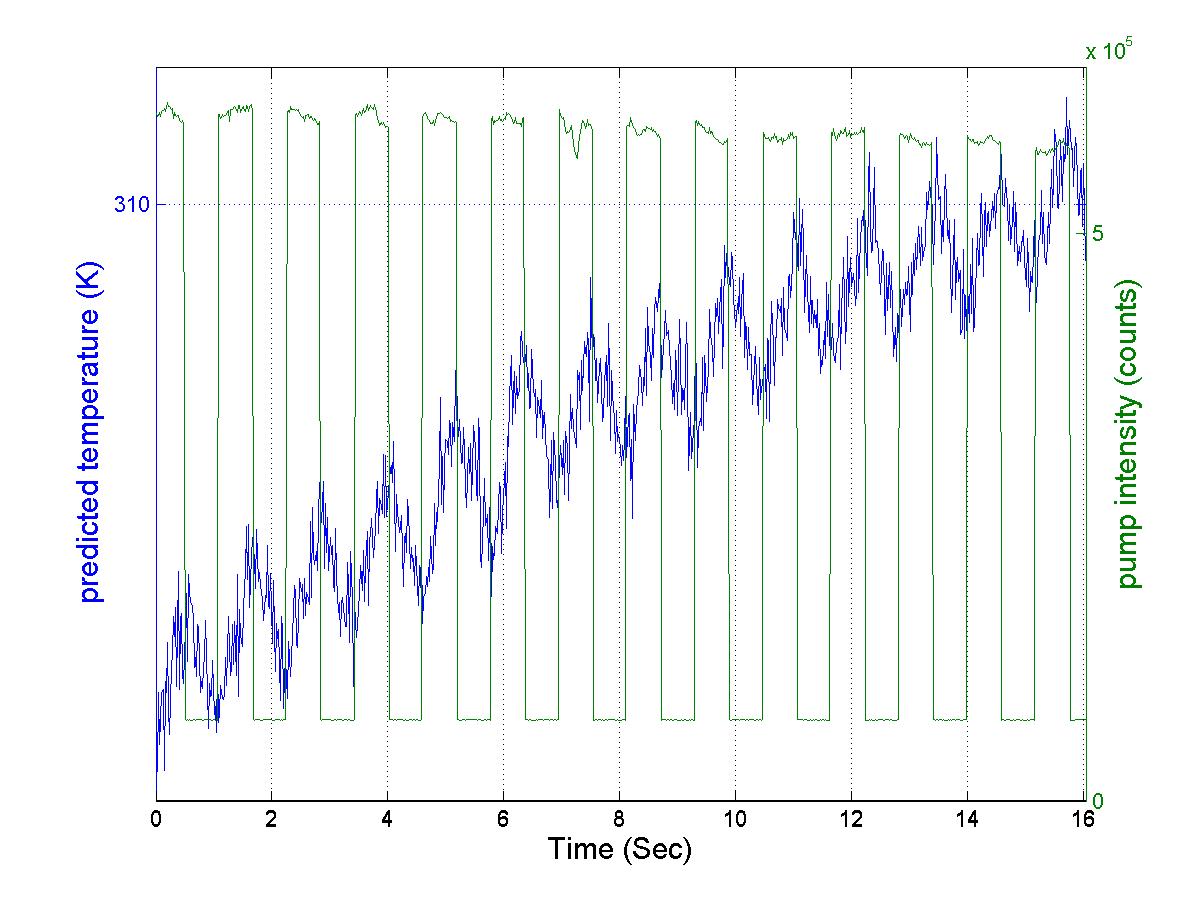 x 10^5
310
5
predicted temperature (K)
pump intensity (counts)
0
0 2 4 6 8 10 12 14 16
Time (Sec)